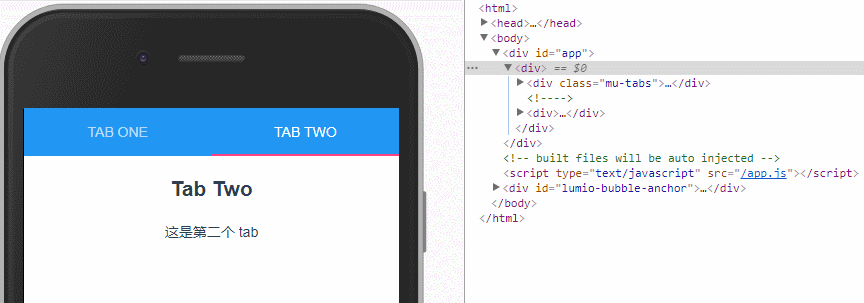 TAB ONE
TAB TWO
Tab Two
这是第二个 tab
<html>
▶<head>…</head>
▼<body>
▼<div id="app">
••• ▼<div> == $0
▶<div class="mu-tabs">…</div>
<!---->
▶<div>…</div>
</div>
</div>
<!-- built files will be auto injected -->
<script type="text/javascript" src="/app.js"></script>
▶<div id="lumio-bubble-anchor">…</div>
</body>
</html>